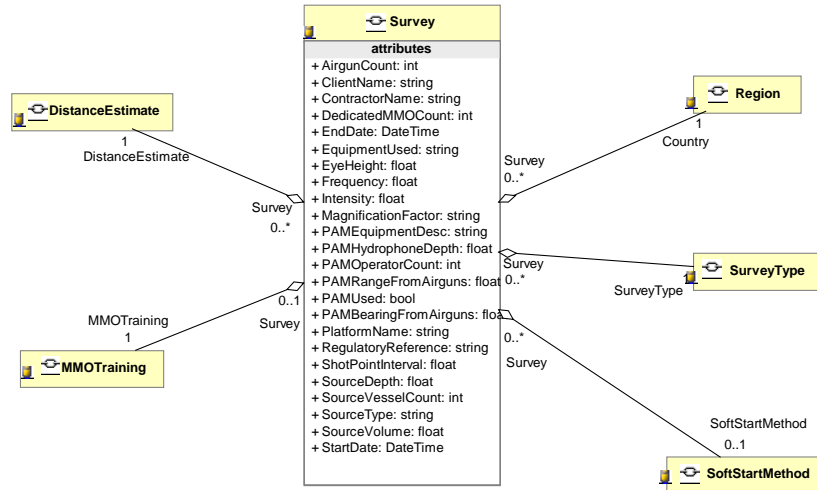 Survey
attributes
+ AirgunCount: int
+ ClientName: string
+ ContractorName: string
+ DedicatedMMOCount: int
+ EndDate: DateTime
+ EquipmentUsed: string
+ EyeHeight: float
+ Frequency: float
+ Intensity: float
+ MagnificationFactor: string
+ PAMEquipmentDesc: string
+ PAMHydrophoneDepth: float
+ PAMOperatorCount: int
+ PAMRangeFromAirguns: float
+ PAMUsed: bool
+ PAMBearingFromAirguns: floa
+ PlatformName: string
+ RegulatoryReference: string
+ ShotPointInterval: float
+ SourceDepth: float
+ SourceVesselCount: int
+ SourceType: string
+ SourceVolume: float
+ StartDate: DateTime
DistanceEstimate
1
DistanceEstimate
Survey
0..*
MMOTraining
1
MMOTraining
0..1
Survey
Region
1
Country
Survey
0..*
SurveyType
1
SurveyType
Survey
0..*
0..*
Survey
SoftStartMethod
0..1
SoftStartMethod